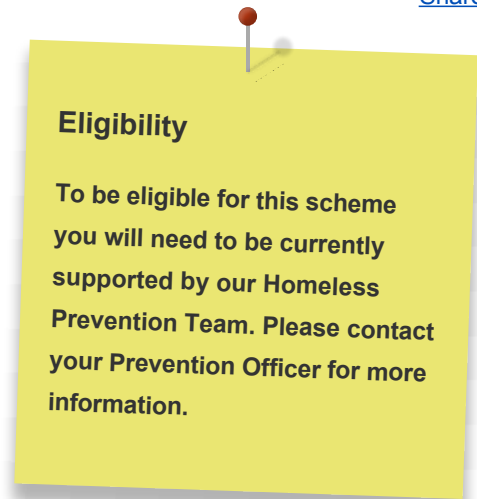 Share
Eligibility
To be eligible for this scheme
you will need to be currently
supported by our Homeless
Prevention Team. Please contact
your Prevention Officer for more
information.